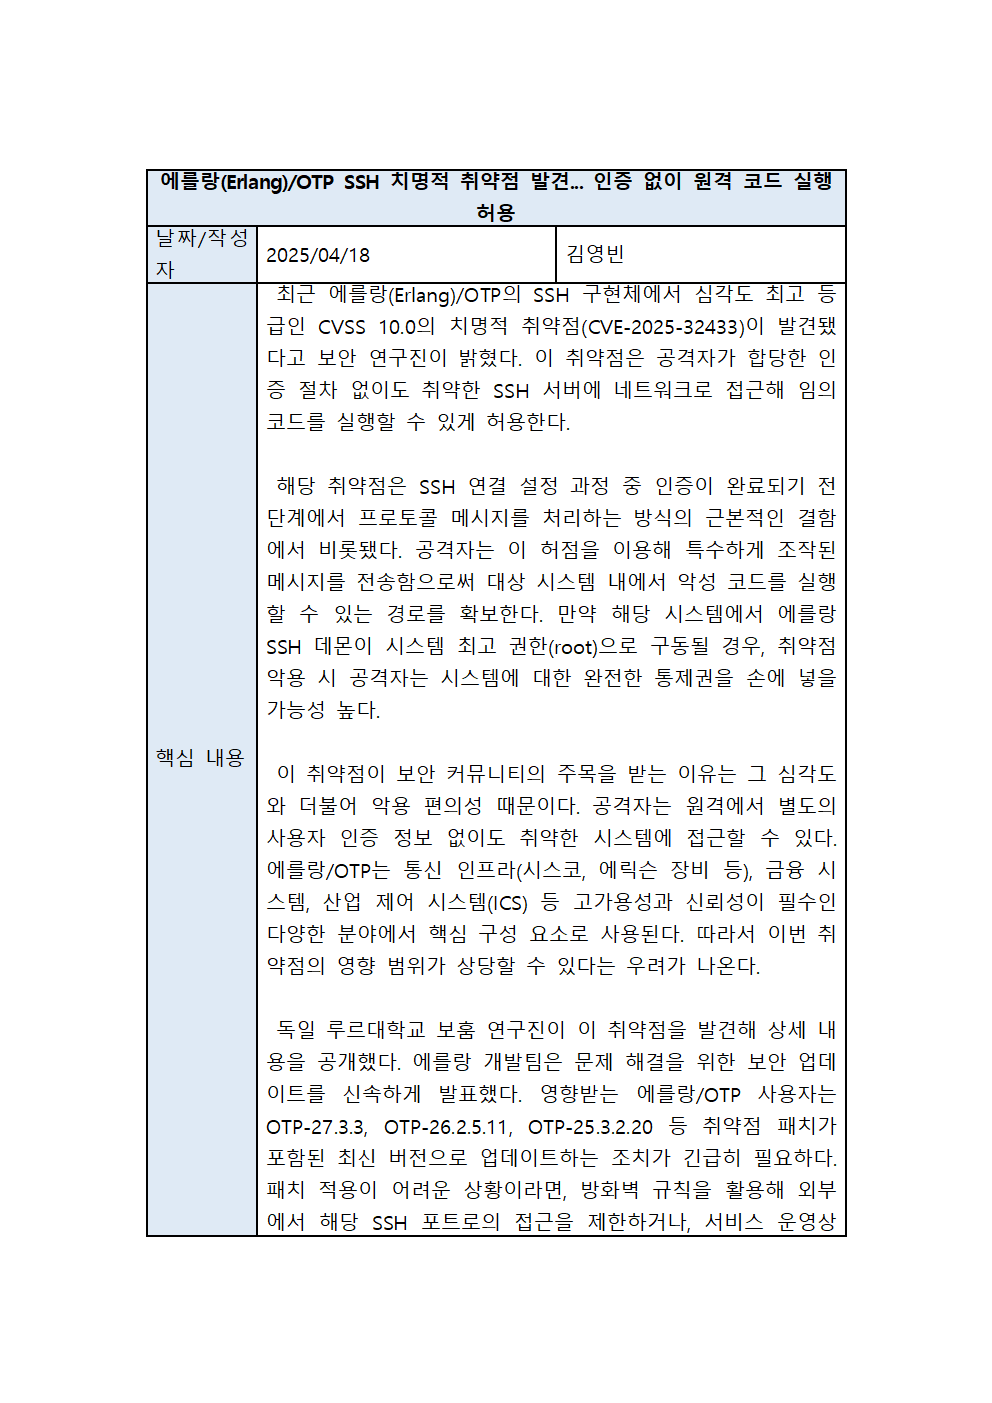 에를랑(Erlang)/OTP SSH 치명적 취약점 발견... 인증 없이 원격 코드 실행
허용
날짜/작성
자
2025/04/18
김영빈
핵심 내용
최근 에를랑(Erlang)/OTP의 SSH 구현체에서 심각도 최고 등
급인 CVSS 10.0의 치명적 취약점(CVE-2025-32433)이 발견됐
다고 보안 연구진이 밝혔다. 이 취약점은 공격자가 합당한 인
증 절차 없이도 취약한 SSH 서버에 네트워크로 접근해 임의
코드를 실행할 수 있게 허용한다.
해당 취약점은 SSH 연결 설정 과정 중 인증이 완료되기 전
단계에서 프로토콜 메시지를 처리하는 방식의 근본적인 결함
에서 비롯됐다. 공격자는 이 허점을 이용해 특수하게 조작된
메시지를 전송함으로써 대상 시스템 내에서 악성 코드를 실행
할 수 있는 경로를 확보한다. 만약 해당 시스템에서 에를랑
SSH 데몬이 시스템 최고 권한(root)으로 구동될 경우, 취약점
악용 시 공격자는 시스템에 대한 완전한 통제권을 손에 넣을
가능성 높다.
이 취약점이 보안 커뮤니티의 주목을 받는 이유는 그 심각도
와 더불어 악용 편의성 때문이다. 공격자는 원격에서 별도의
사용자 인증 정보 없이도 취약한 시스템에 접근할 수 있다.
에를랑/OTP는 통신 인프라(시스코, 에릭슨 장비 등), 금융 시
스템, 산업 제어 시스템(ICS) 등 고가용성과 신뢰성이 필수인
다양한 분야에서 핵심 구성 요소로 사용된다. 따라서 이번 취
약점의 영향 범위가 상당할 수 있다는 우려가 나온다.
독일 루르대학교 보훔 연구진이 이 취약점을 발견해 상세 내
용을 공개했다. 에를랑 개발팀은 문제 해결을 위한 보안 업데
이트를 신속하게 발표했다. 영향받는 에를랑/OTP 사용자는
OTP-27.3.3, OTP-26.2.5.11, OTP-25.3.2.20 등 취약점 패치가
포함된 최신 버전으로 업데이트하는 조치가 긴급히 필요하다.
패치 적용이 어려운 상황이라면, 방화벽 규칙을 활용해 외부
에서 해당 SSH 포트로의 접근을 제한하거나, 서비스 운영상